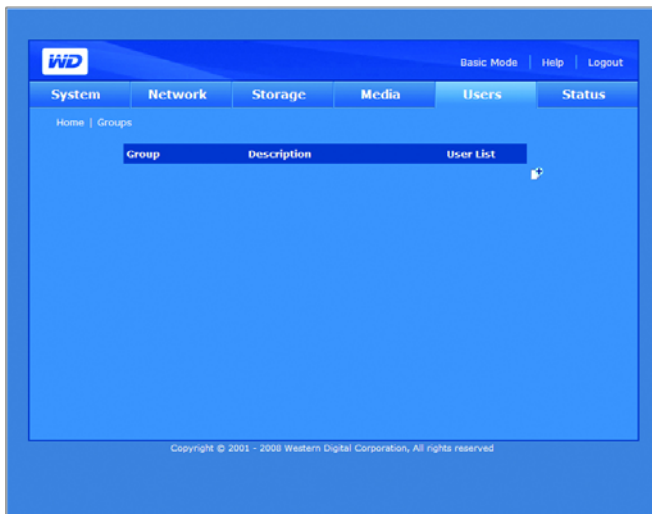 WD
Basic Mode | Help | Logout
System Network Storage Media Users Status
Home | Groups
Group Description User List
Copyright © 2001 - 2008 Western Digital Corporation, All rights reserved